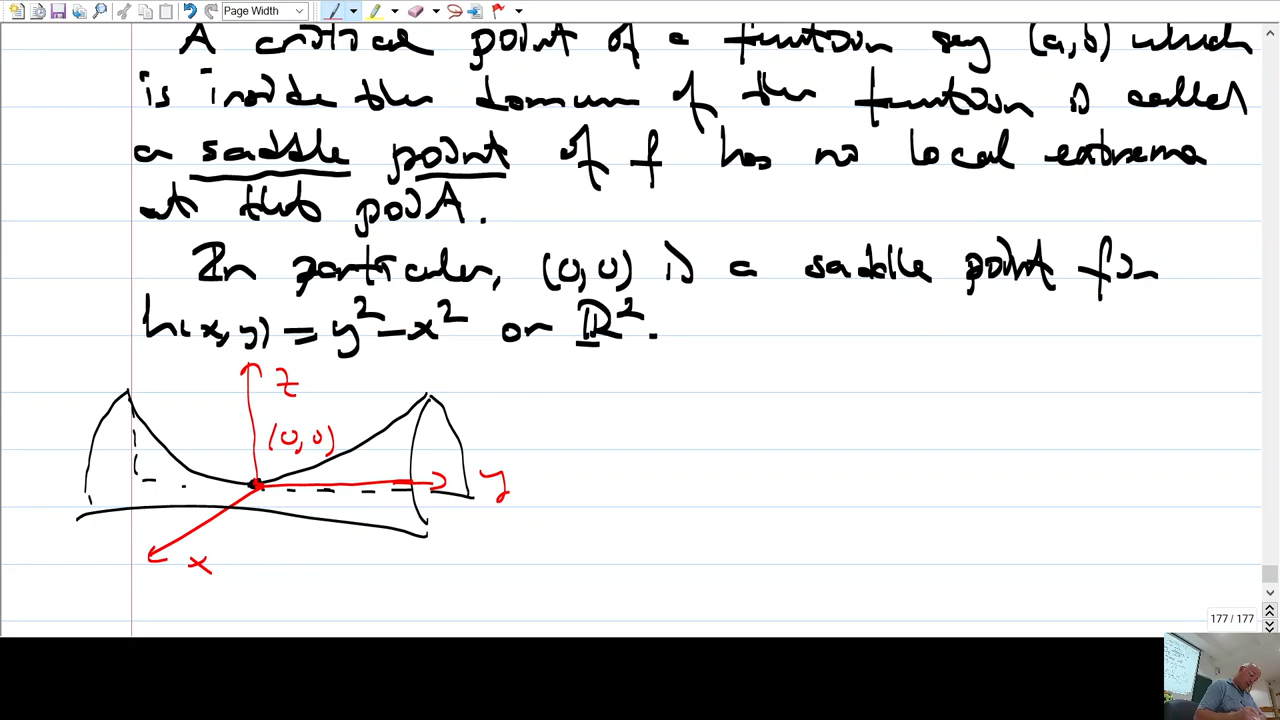 Page Width
A critical point of a function say (a,b) which
is inside the domain of the function is called
a saddle point of f has no local extrema
at that point.
In particular, (0,0) is a saddle point for
h(x,y) = y²-x² on ℝ².
z
(0,0)
y
x
177 / 177